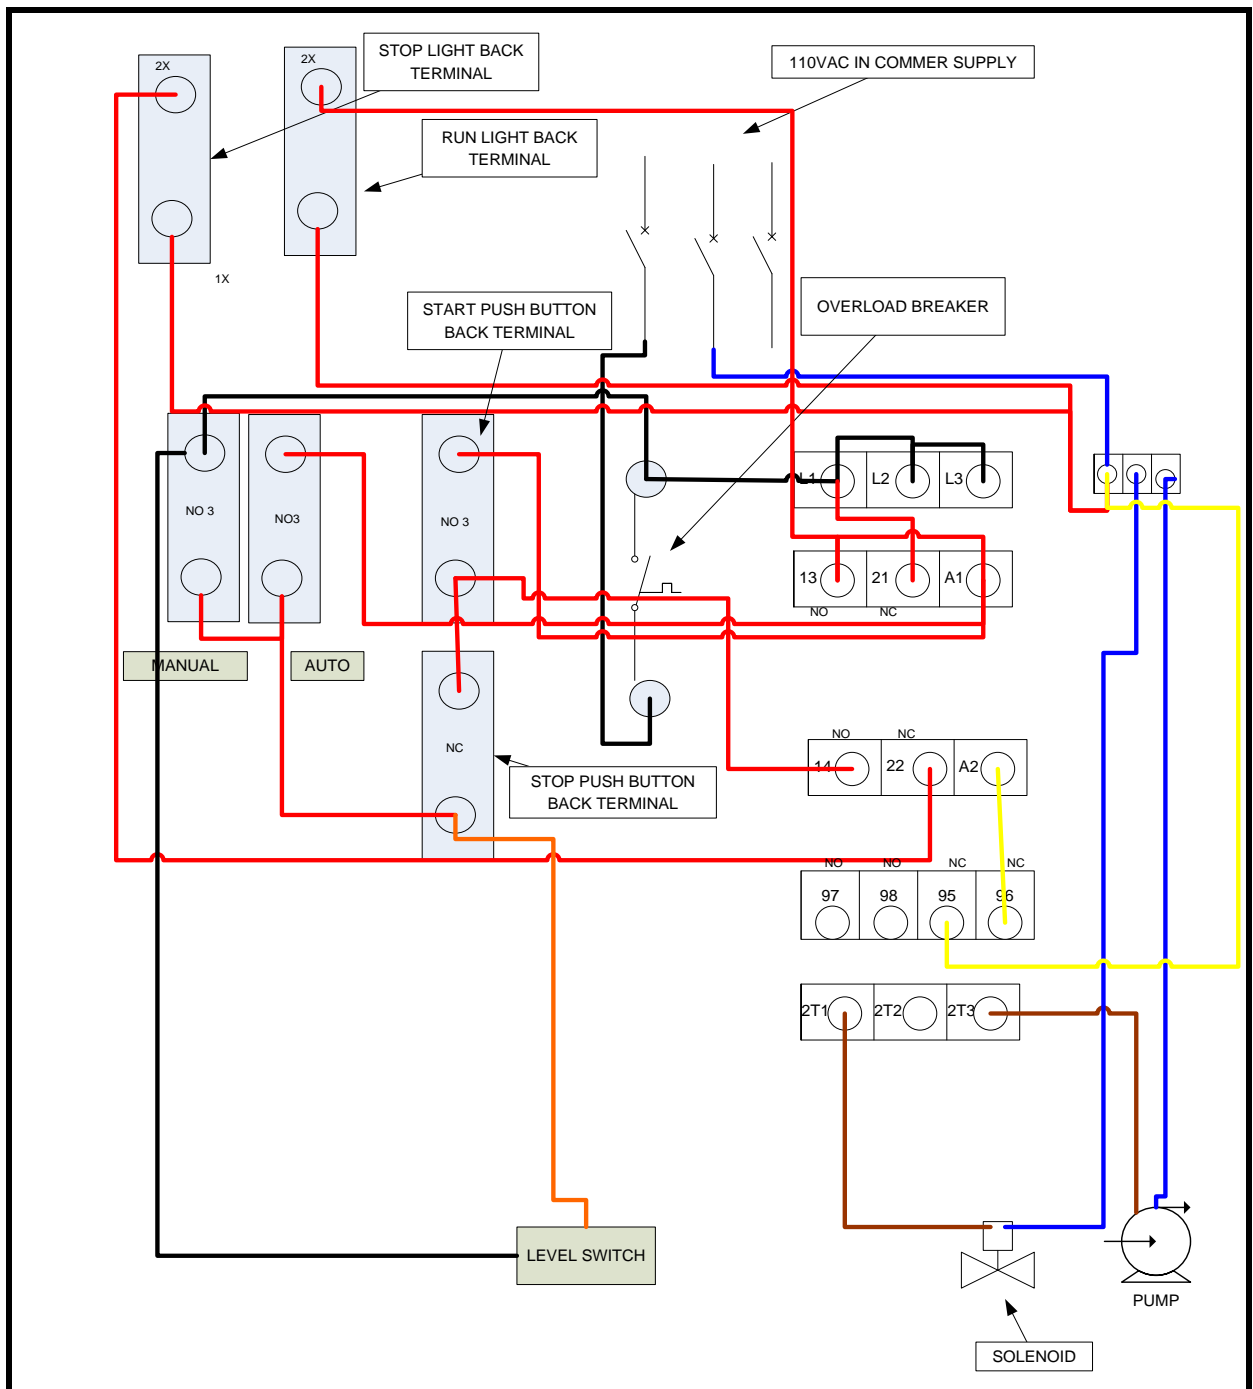 STOP LIGHT BACK
TERMINAL
2X
2X
110VAC IN COMMER SUPPLY
RUN LIGHT BACK
TERMINAL
1X
START PUSH BUTTON
BACK TERMINAL
OVERLOAD BREAKER
L1
L2
L3
NO 3
NO3
NO 3
13
21
A1
NO
NC
MANUAL
AUTO
NC
NO
NC
14
22
A2
STOP PUSH BUTTON
BACK TERMINAL
NO
NO
NC
NC
97
98
95
96
2T1
2T2
2T3
LEVEL SWITCH
PUMP
SOLENOID